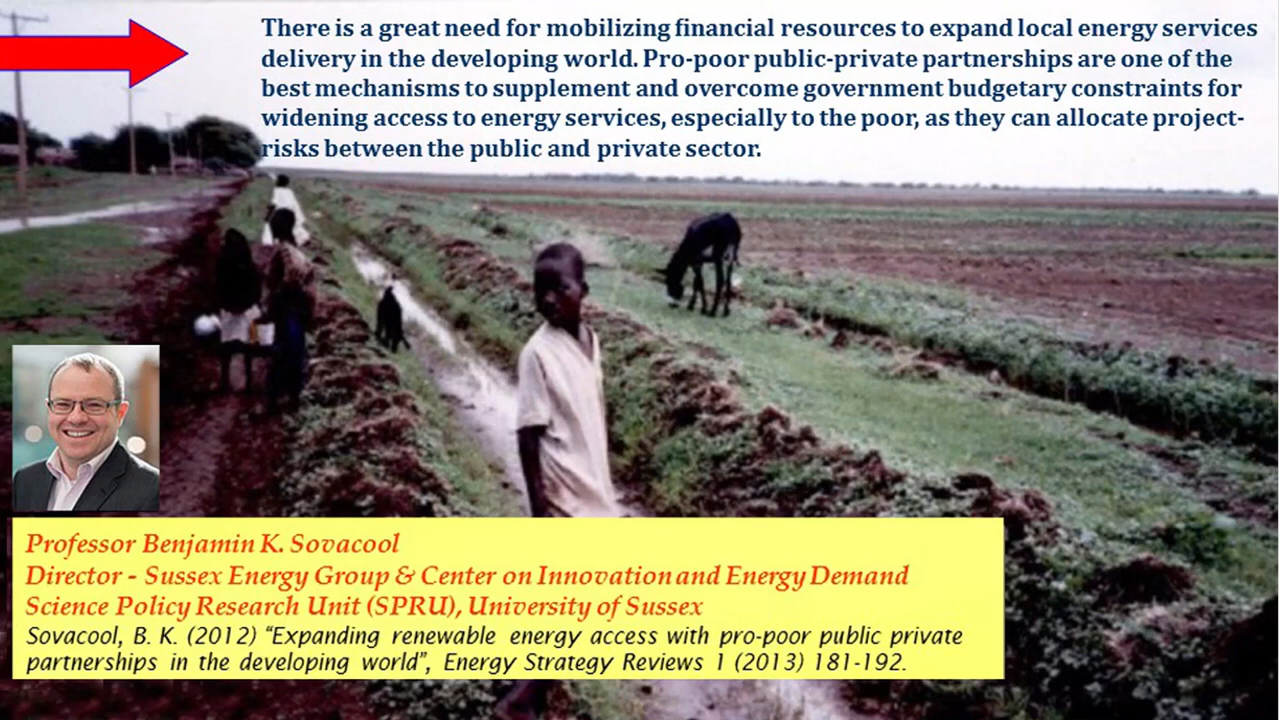 There is a great need for mobilizing financial resources to expand local energy services
delivery in the developing world. Pro-poor public-private partnerships are one of the
best mechanisms to supplement and overcome government budgetary constraints for
widening access to energy services, especially to the poor, as they can allocate project-
risks between the public and private sector.
Professor Benjamin K. Sovacool
Director - Sussex Energy Group & Center on Innovation and Energy Demand
Science Policy Research Unit (SPRU), University of Sussex
Sovacool, B. K. (2012) “Expanding renewable energy access with pro-poor public private
partnerships in the developing world”, Energy Strategy Reviews 1 (2013) 181-192.